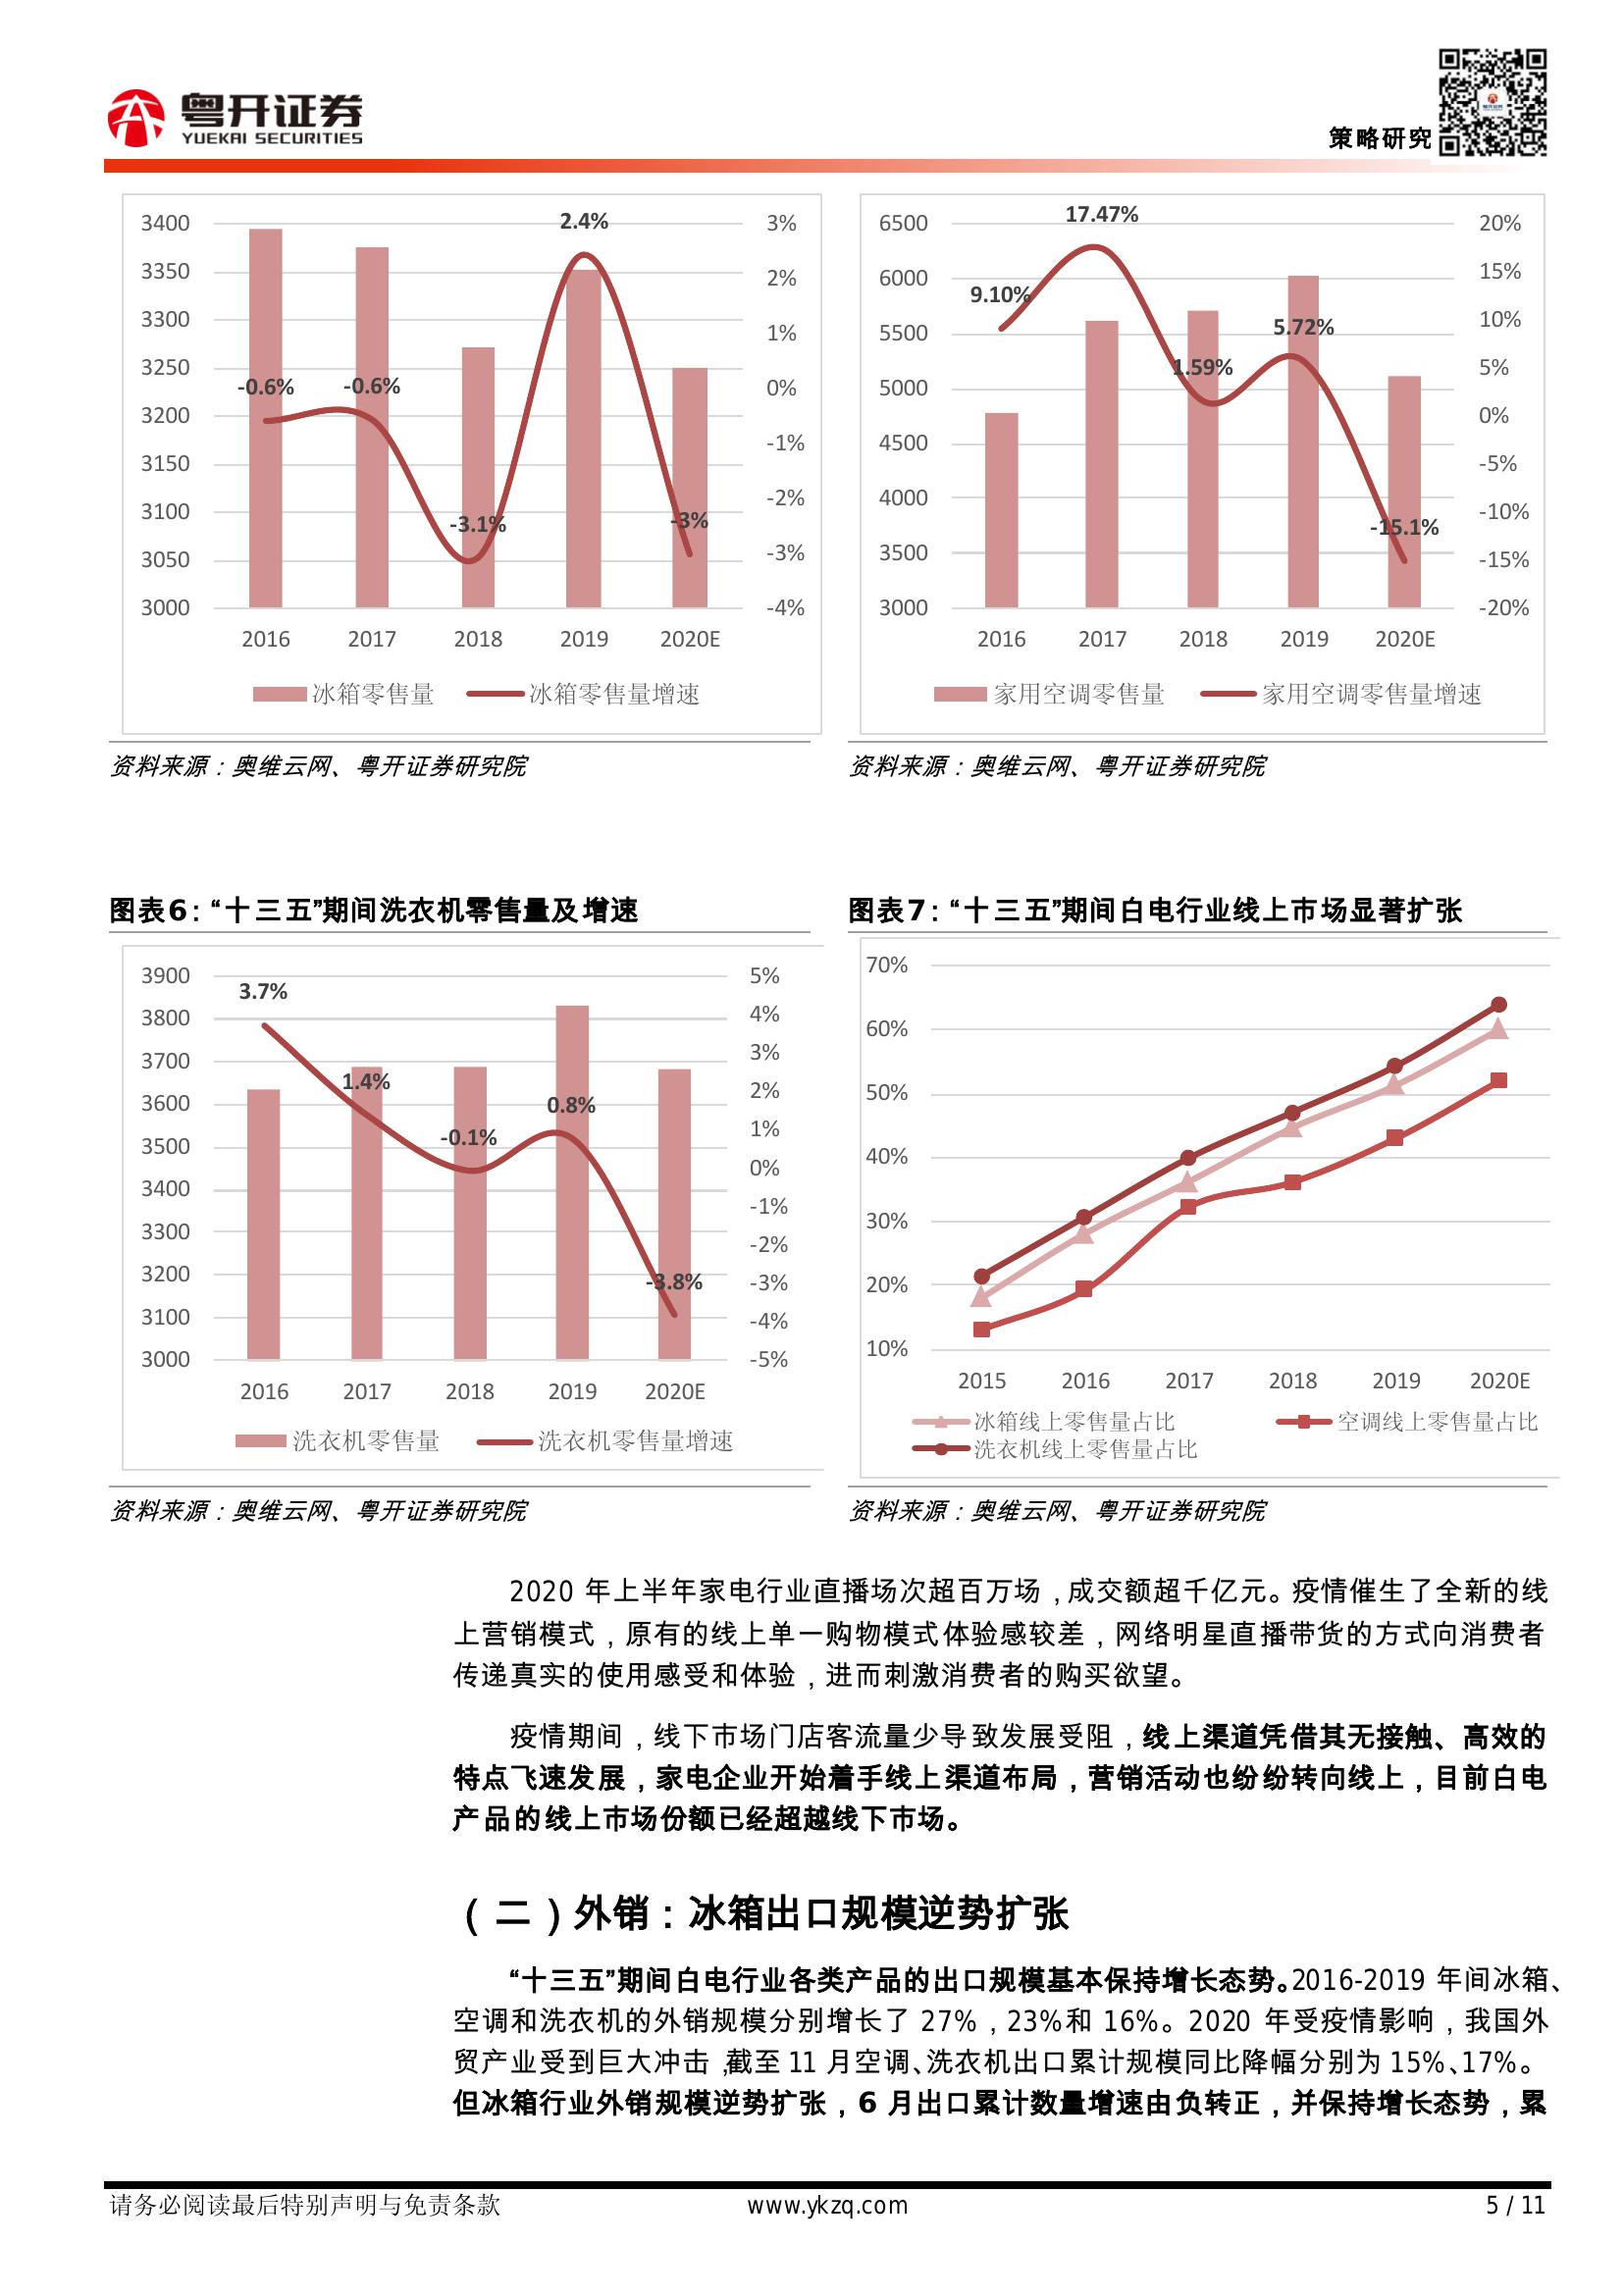 粤开证券
YUEKAI SECURITIES
策略研究
3400
3350
3300
3250
3200
3150
3100
3050
3000
3%
2%
1%
0%
-1%
-2%
-3%
-4%
-0.6%
-0.6%
-3.1%
2.4%
-3%
2016 2017 2018 2019 2020E
冰箱零售量 冰箱零售量增速
资料来源：奥维云网、粤开证券研究院
6500
6000
5500
5000
4500
4000
3500
3000
20%
15%
10%
5%
0%
-5%
-10%
-15%
-20%
9.10%
17.47%
1.59%
5.72%
-15.1%
2016 2017 2018 2019 2020E
家用空调零售量 家用空调零售量增速
资料来源：奥维云网、粤开证券研究院
图表6：“十三五”期间洗衣机零售量及增速
3900
3800
3700
3600
3500
3400
3300
3200
3100
3000
5%
4%
3%
2%
1%
0%
-1%
-2%
-3%
-4%
-5%
3.7%
1.4%
-0.1%
0.8%
-3.8%
2016 2017 2018 2019 2020E
洗衣机零售量 洗衣机零售量增速
资料来源：奥维云网、粤开证券研究院
图表7：“十三五”期间白电行业线上市场显著扩张
70%
60%
50%
40%
30%
20%
10%
2015 2016 2017 2018 2019 2020E
冰箱线上零售量占比 空调线上零售量占比
洗衣机线上零售量占比
资料来源：奥维云网、粤开证券研究院
2020 年上半年家电行业直播场次超百万场，成交额超千亿元。疫情催生了全新的线
上营销模式，原有的线上单一购物模式体验感较差，网络明星直播带货的方式向消费者
传递真实的使用感受和体验，进而刺激消费者的购买欲望。
疫情期间，线下市场门店客流量少导致发展受阻，线上渠道凭借其无接触、高效的
特点飞速发展，家电企业开始着手线上渠道布局，营销活动也纷纷转向线上，目前白电
产品的线上市场份额已经超越线下市场。
（二）外销：冰箱出口规模逆势扩张
“十三五”期间白电行业各类产品的出口规模基本保持增长态势。2016-2019 年间冰箱、
空调和洗衣机的外销规模分别增长了 27%，23%和 16%。2020 年受疫情影响，我国外
贸产业受到巨大冲击，截至 11 月空调、洗衣机出口累计规模同比降幅分别为 15%、17%。
但冰箱行业外销规模逆势扩张，6 月出口累计数量增速由负转正，并保持增长态势，累
请务必阅读最后特别声明与免责条款
www.ykzq.com
5 / 11